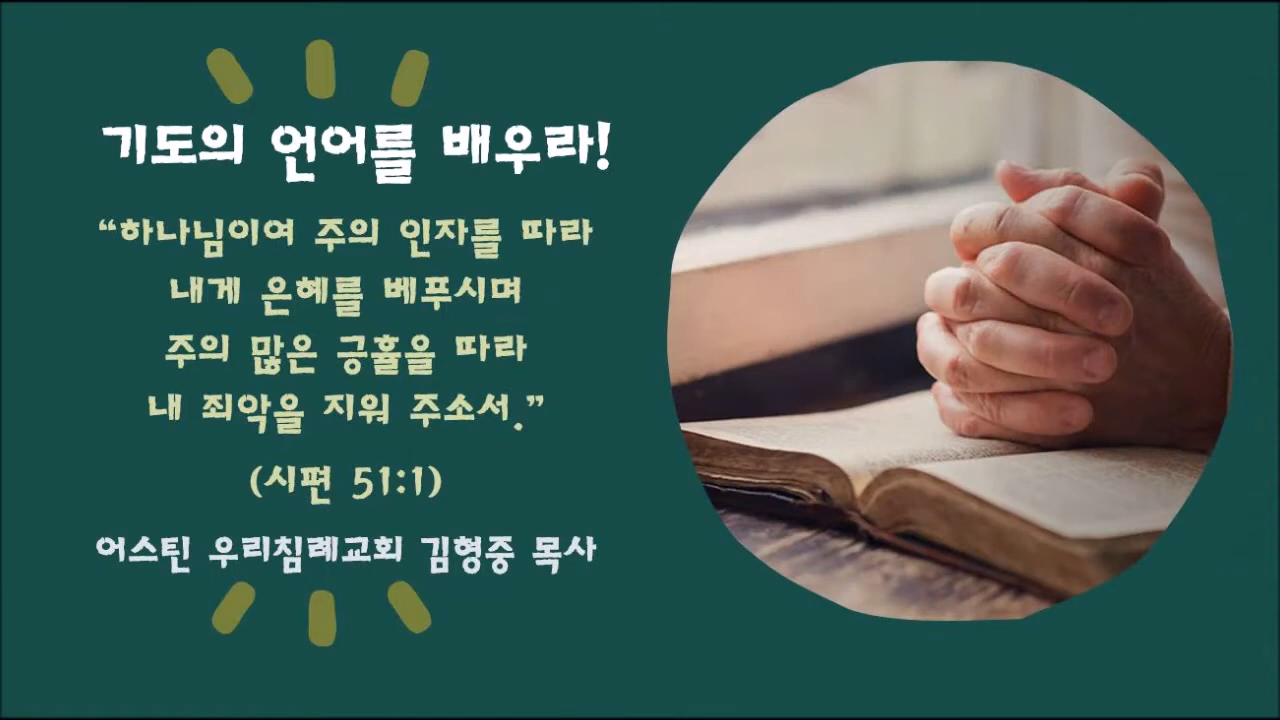 기도의 언어를 배우라!
“하나님이여 주의 인자를 따라
내게 은혜를 베푸시며
주의 많은 긍휼을 따라
내 죄악을 지워 주소서.”
(시편 51:1)
어스틴 우리침례교회 김형중 목사